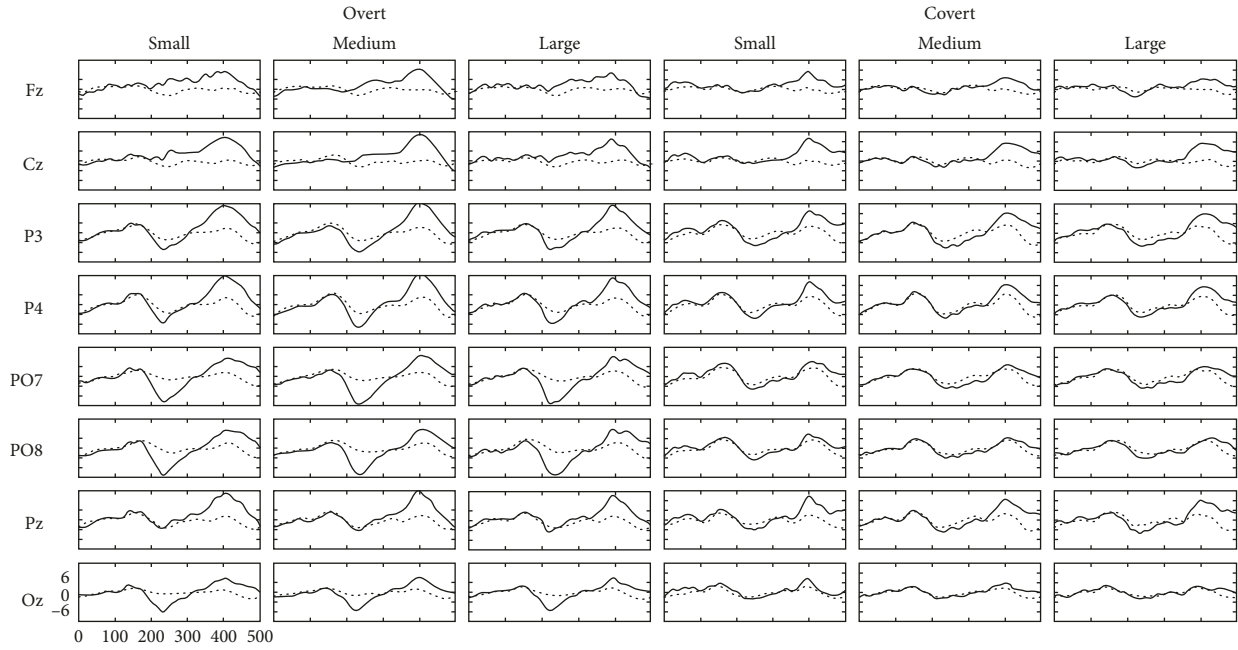 Overt Covert
Small Medium Large Small Medium Large
Fz
Cz
P3
P4
PO7
PO8
Pz
6
Oz 0
−6
0 100 200 300 400 500